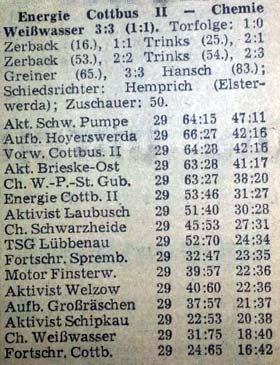 Energie Cottbus II — Chemie
Weißwasser 3:3 (1:1). Torfolge: 1:0
Zerback (16.), 1:1 Trinks (25.), 2:1
Zerback (53.), 2:2 Trinks (54.), 2:3
Greiner (65.), 3:3 Hansch (83.);
Schiedsrichter: Hemprich (Elster-
werda); Zuschauer: 50.
Akt. Schw. Pumpe 29 64:15 47:11
Aufb. Hoyerswerda 29 66:27 42:16
Vorw. Cottbus. II 29 64:28 42:16
Akt. Brieske-Ost 29 63:28 41:17
Ch. W.-P.-St. Gub. 29 63:27 38:20
Energie Cottb. II 29 53:46 31:27
Aktivist Laubusch 29 51:40 30:28
Ch. Schwarzheide 29 45:53 27:31
TSG Lübbenau 29 52:70 24:34
Fortschr. Spremb. 29 32:47 23:35
Motor Finsterw. 29 39:57 22:36
Aktivist Welzow 29 40:60 22:36
Aufb. Großräschen 29 37:57 21:37
Aktivist Schipkau 29 22:53 20:38
Ch. Weißwasser 29 31:75 18:40
Fortschr. Cottb. 29 24:65 16:42